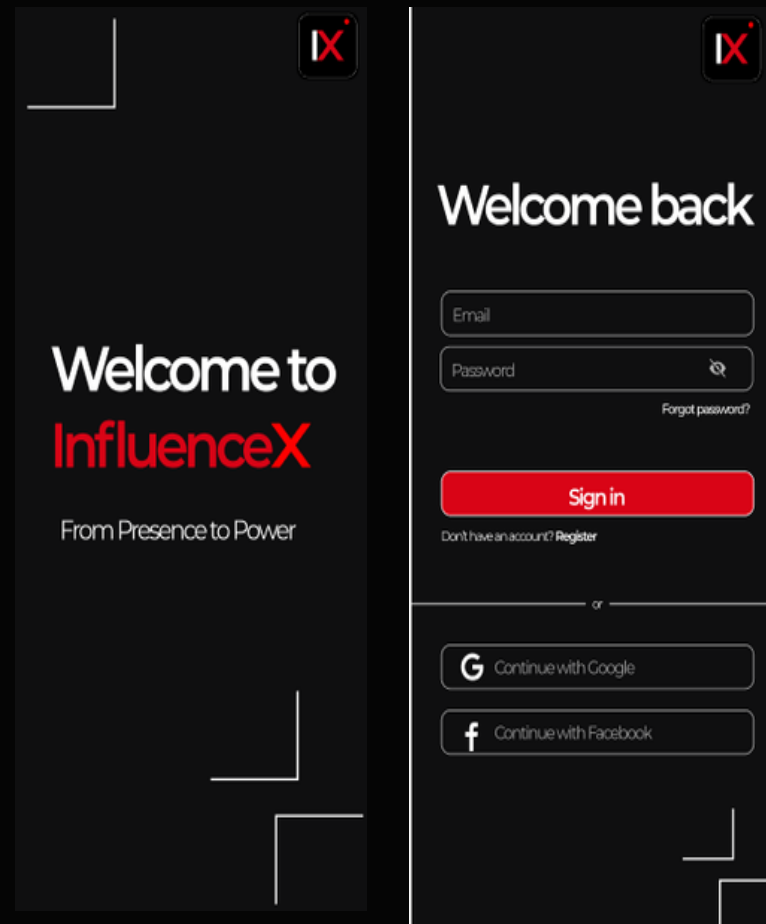 IX
Welcome to
InfluenceX
From Presence to Power
IX
Welcome back
Email
Password
Forgot password?
Sign in
Don't have an account? Register
or
G Continue with Google
f Continue with Facebook